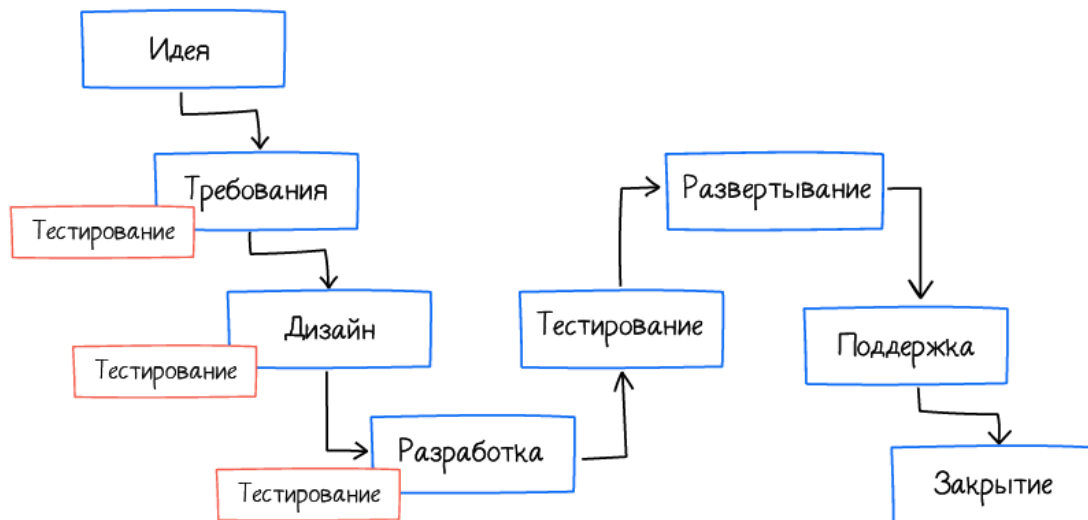 Идея
Требования
Тестирование
Дизайн
Тестирование
Разработка
Тестирование
Тестирование
Развертывание
Поддержка
Закрытие